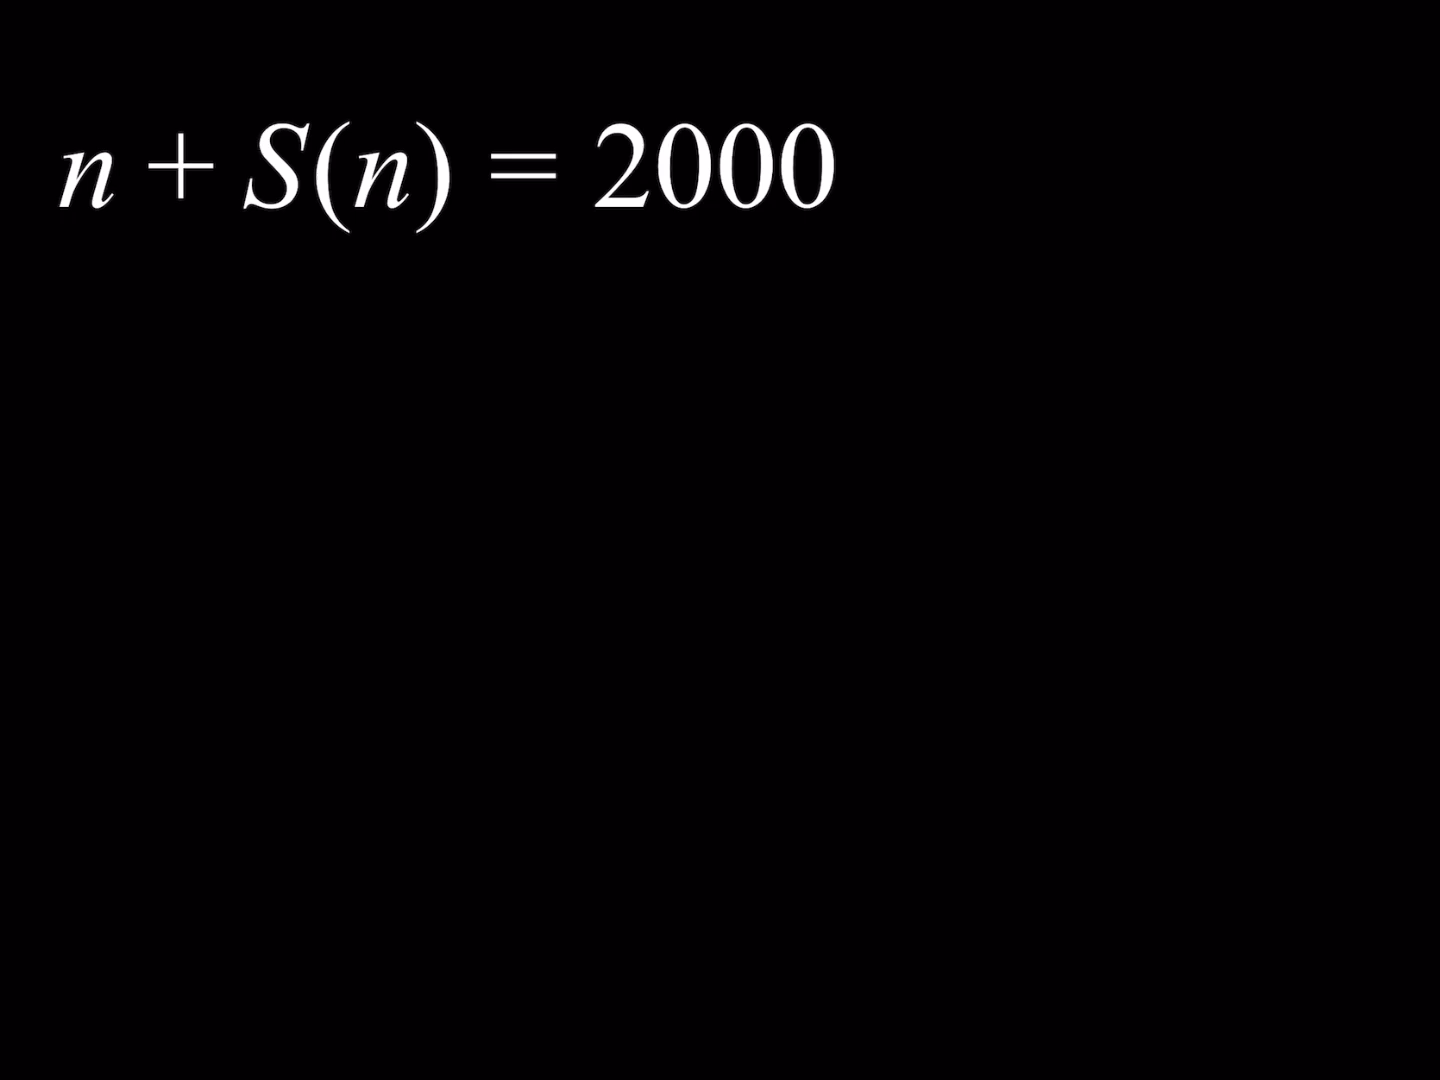 n + S(n) = 2000